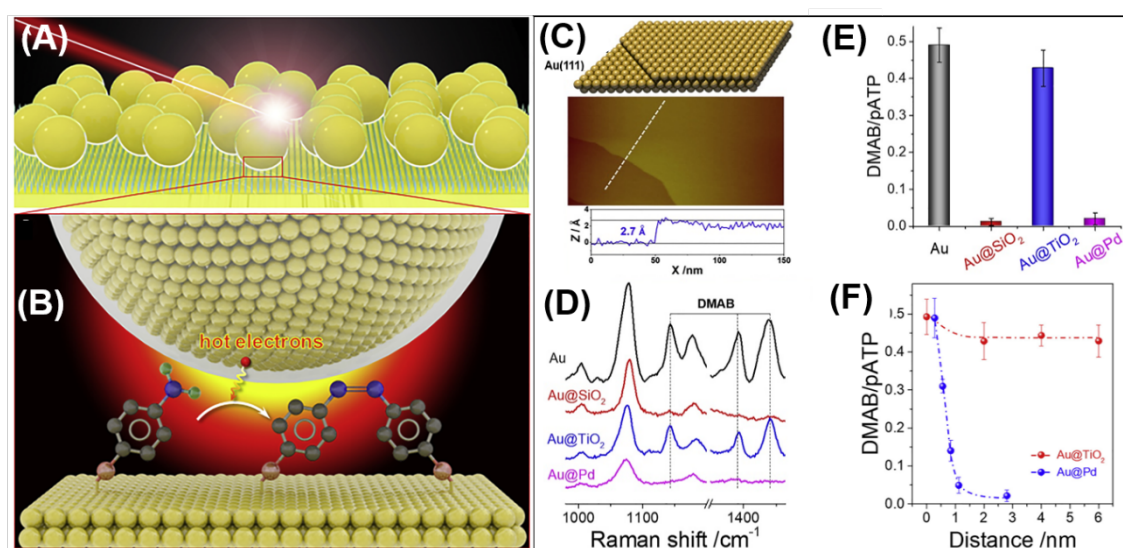 (A)
(B)
hot electrons
(C)
Au(111)
Z / Å
4
2
0
2.7 Å
0 50 100 150
X /nm
(D)
DMAB
Au
Au@SiO₂
Au@TiO₂
Au@Pd
1000 1100 1400
Raman shift /cm⁻¹
(E)
DMAB/pATP
0.5
0.4
0.3
0.2
0.1
0.0
Au Au@SiO₂ Au@TiO₂ Au@Pd
(F)
DMAB/pATP
0.5
0.4
0.3
0.2
0.1
0.0
Au@TiO₂
Au@Pd
0 1 2 3 4 5 6
Distance /nm